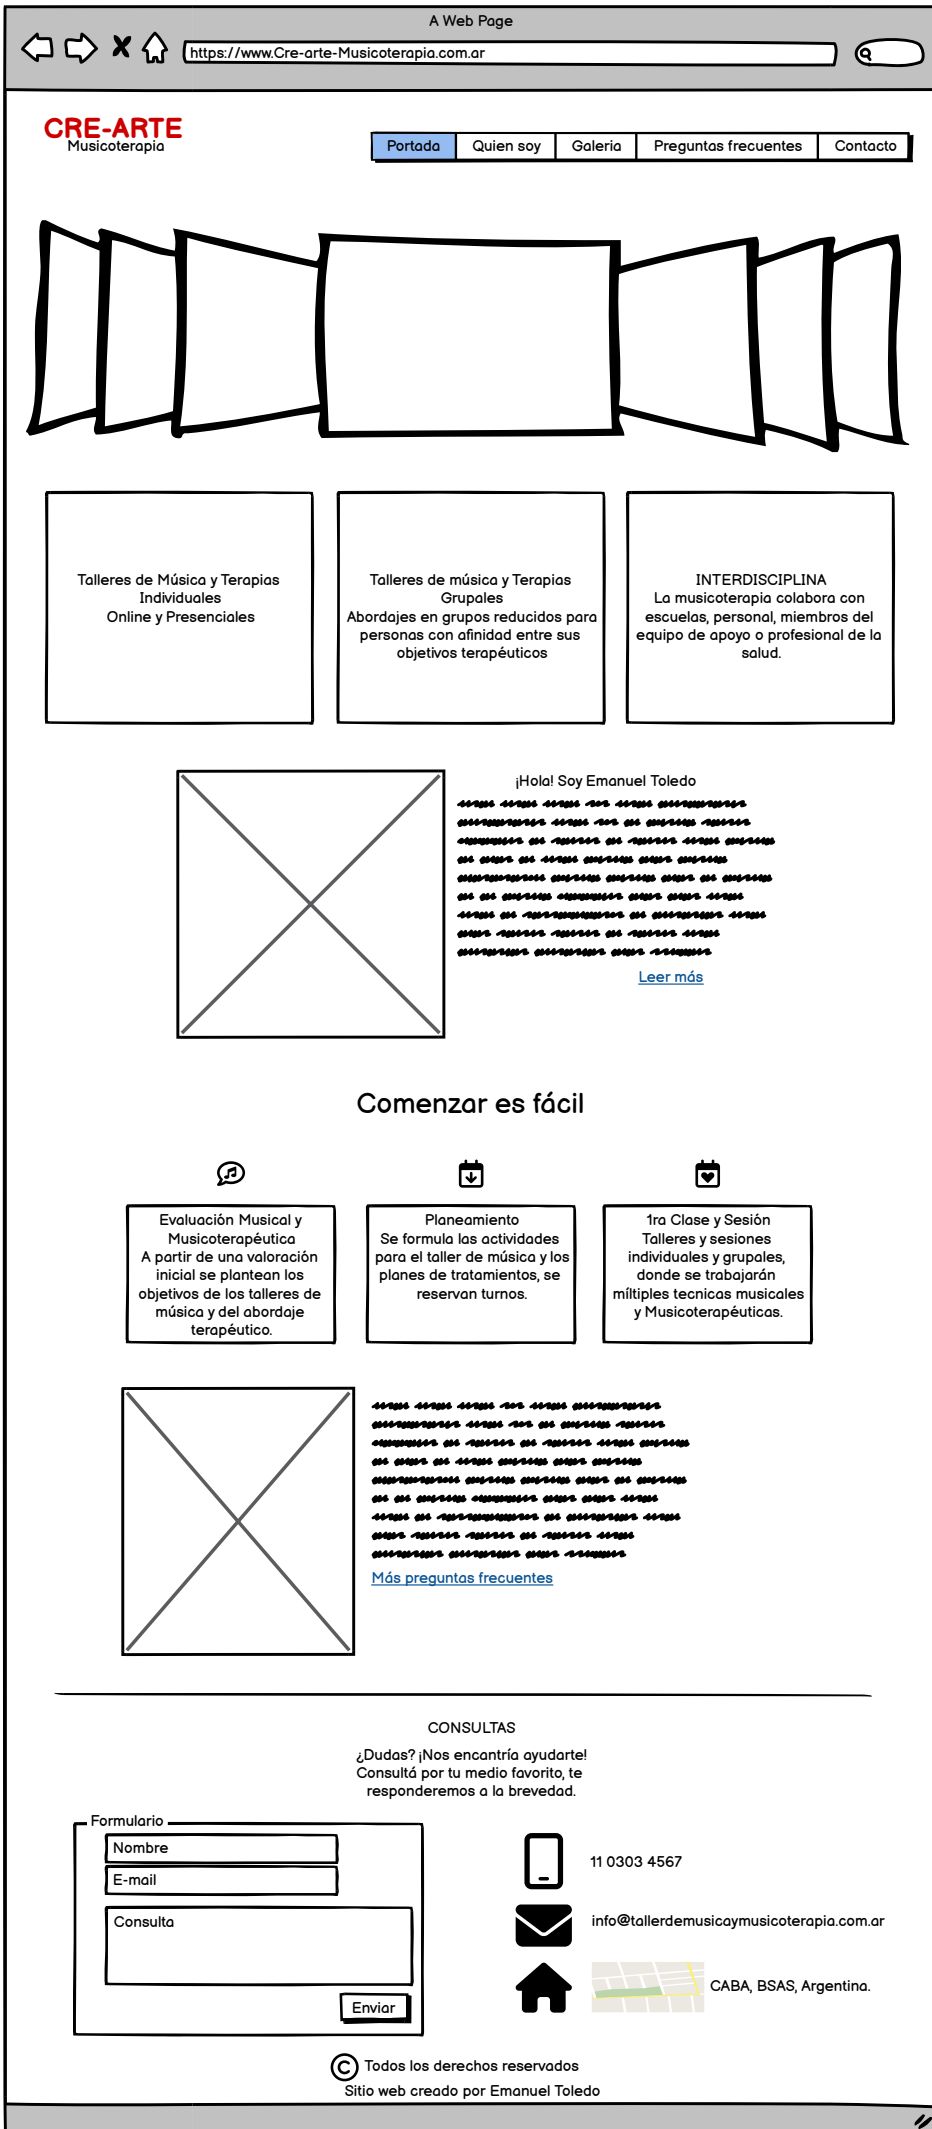 A Web Page
https://www.Cre-arte-Musicoterapia.com.ar
CRE-ARTE
Musicoterapia
Portada
Quien soy
Galeria
Preguntas frecuentes
Contacto
Talleres de Música y Terapias
Individuales
Online y Presenciales
Talleres de música y Terapias
Grupales
Abordajes en grupos reducidos para
personas con afinidad entre sus
objetivos terapéuticos
INTERDISCIPLINA
La musicoterapia colabora con
escuelas, personal, miembros del
equipo de apoyo o profesional de la
salud.
¡Hola! Soy Emanuel Toledo
Leer más
Comenzar es fácil
Evaluación Musical y
Musicoterapéutica
A partir de una valoración
inicial se plantean los
objetivos de los talleres de
música y del abordaje
terapéutico.
Planeamiento
Se formula las actividades
para el taller de música y los
planes de tratamientos, se
reservan turnos.
1ra Clase y Sesión
Talleres y sesiones
individuales y grupales,
donde se trabajarán
múltiples tecnicas musicales
y Musicoterapéuticas.
Más preguntas frecuentes
CONSULTAS
¿Dudas? ¡Nos encantría ayudarte!
Consultá por tu medio favorito, te
responderemos a la brevedad.
Formulario
Nombre
E-mail
Consulta
Enviar
11 0303 4567
info@tallerdemusicaymusicoterapia.com.ar
CABA, BSAS, Argentina.
© Todos los derechos reservados
Sitio web creado por Emanuel Toledo